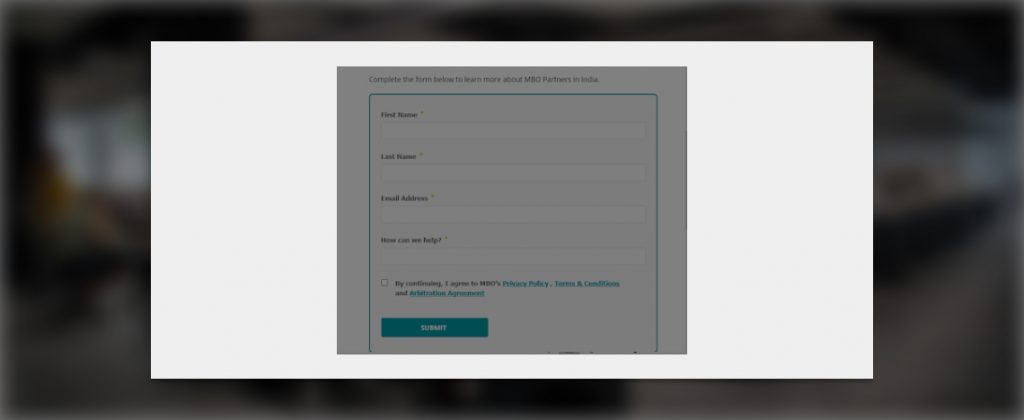 Complete the form below to learn more about MBO Partners in India.
First Name *
Last Name *
Email Address *
How can we help? *
By continuing, I agree to MBO's Privacy Policy , Terms & Conditions
and Arbitration Agreement
SUBMIT